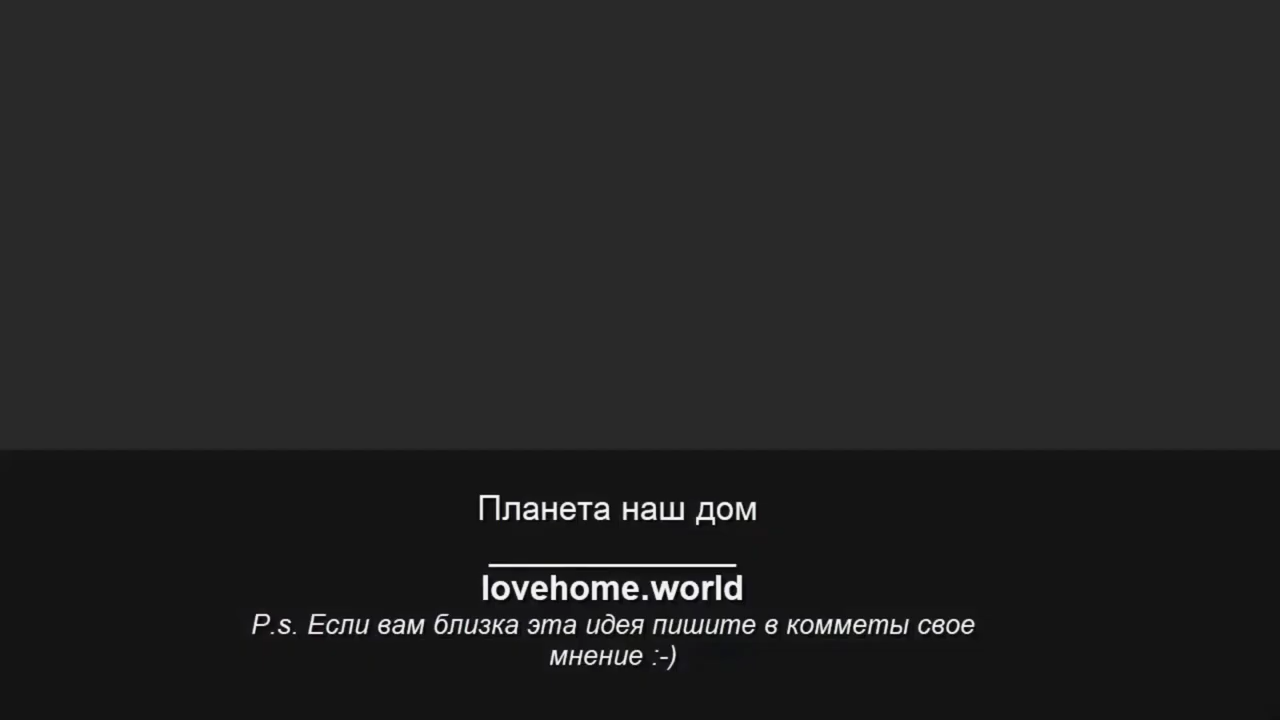 Планета наш дом
lovehome.world
P.s. Если вам близка эта идея пишите в комметы свое
мнение :-)